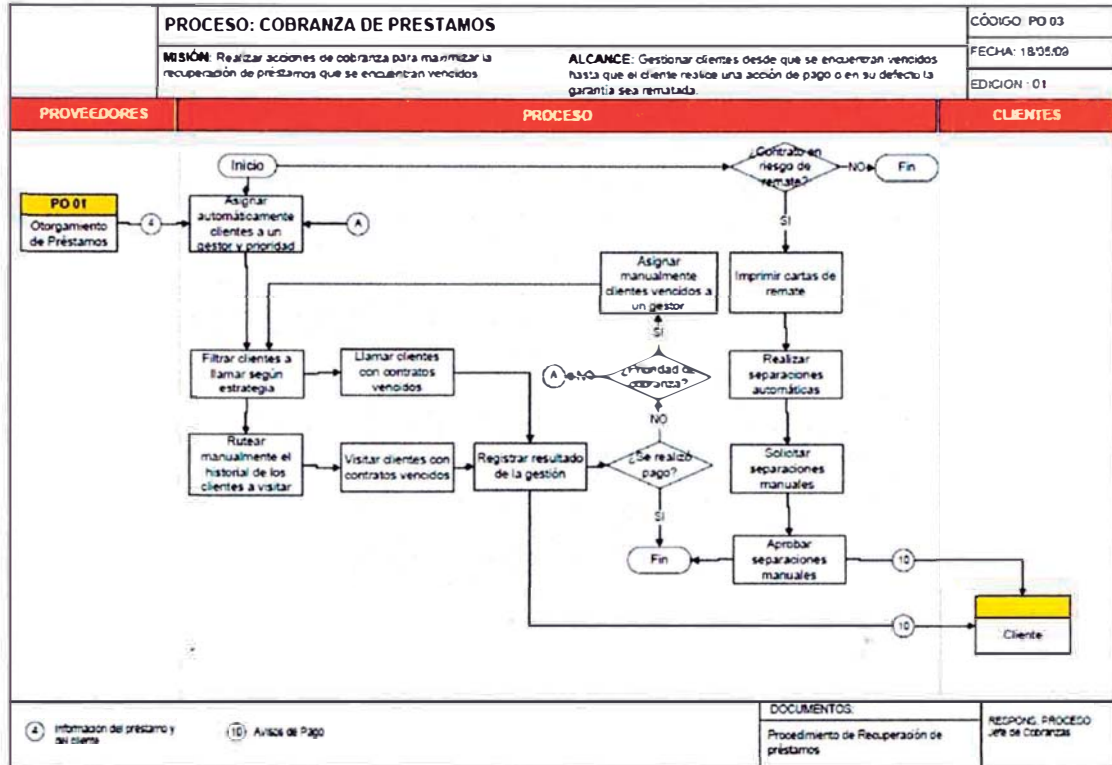 PROCESO: COBRANZA DE PRESTAMOS
CÓDIGO: PO 03
MISIÓN: Realizar acciones de cobranza para maximizar la
recuperación de préstamos que se encuentran vencidos
ALCANCE: Gestionar clientes desde que se encuentran vencidos
hasta que el cliente realice una acción de pago o en su defecto la
garantía sea rematada.
FECHA: 18/05/09
EDICION : 01
PROVEEDORES
PROCESO
CLIENTES
Inicio
¿Contrato en
riesgo de
remate?
NO
Fin
PO 01
Otorgamiento
de Préstamos
4
Asignar
automáticamente
clientes a un
gestor y prioridad
A
SI
Asignar
manualmente
clientes vencidos a
un gestor
Imprimir cartas de
remate
SI
Filtrar clientes a
llamar según
estrategia
Llamar clientes
con contratos
vencidos
A
NO
¿Prioridad de
cobranza?
Realizar
separaciones
automáticas
NO
Rutear
manualmente el
historial de los
clientes a visitar
Visitar clientes con
contratos vencidos
Registrar resultado
de la gestión
¿Se realizó
pago?
Solicitar
separaciones
manuales
SI
Fin
Aprobar
separaciones
manuales
10
10
Cliente
4
Información del préstamo y
del cliente
10
Avisos de Pago
DOCUMENTOS:
Procedimiento de Recuperación de
préstamos
RESPONS. PROCESO
Jefe de Cobranzas